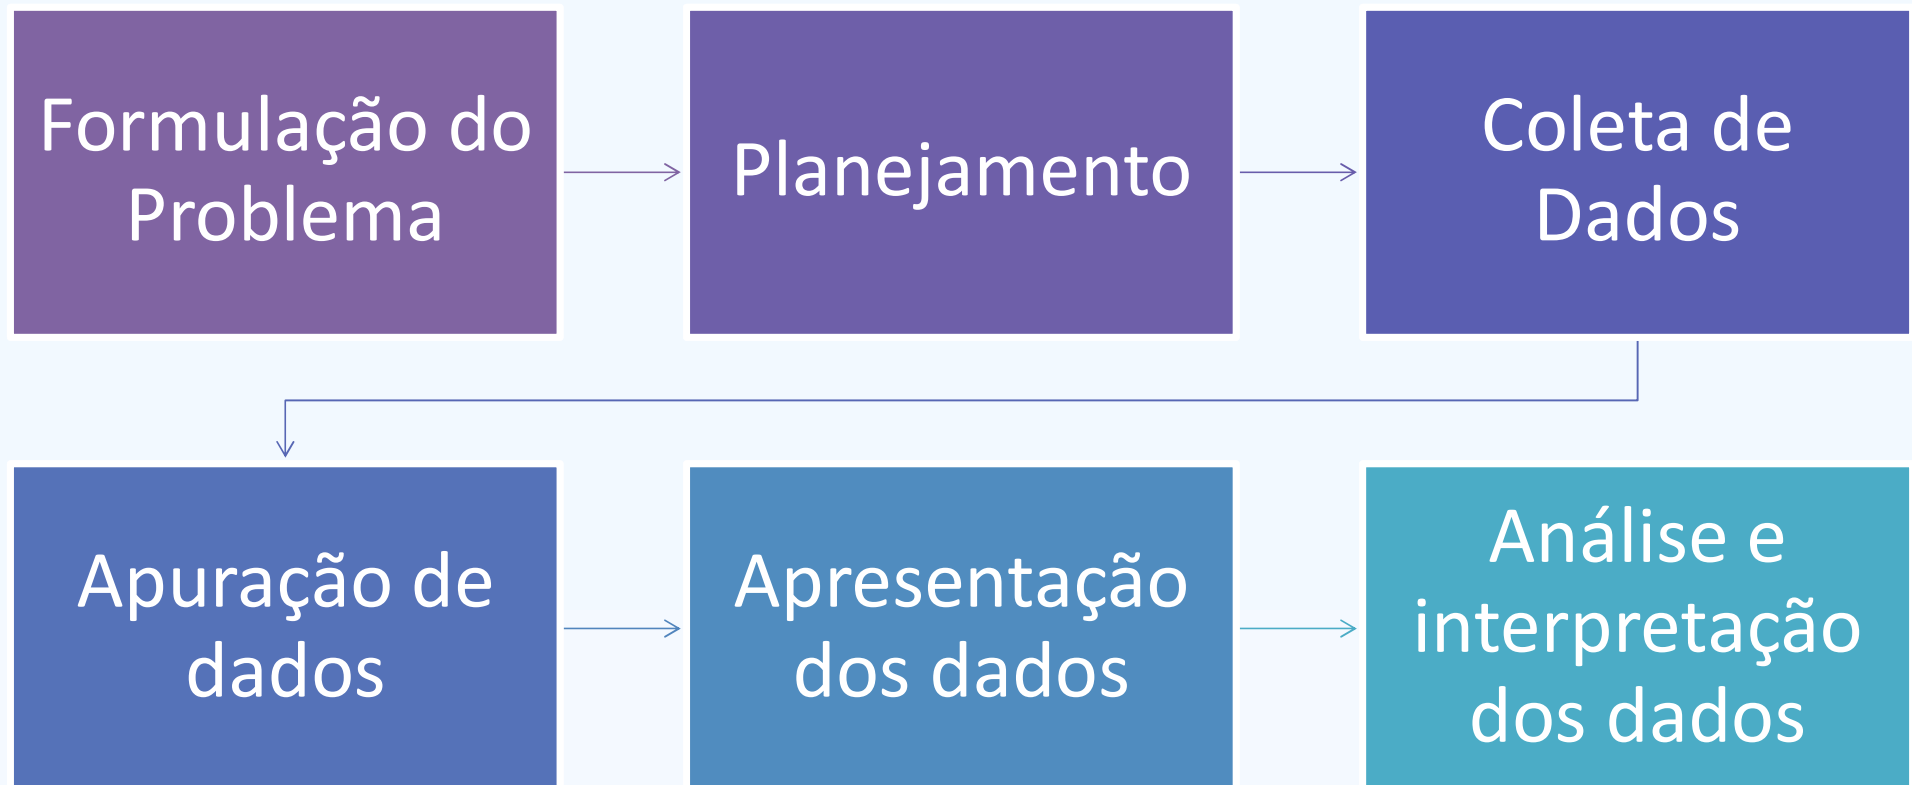 Formulação do
Problema
Planejamento
Coleta de
Dados
Apuração de
dados
Apresentação
dos dados
Análise e
interpretação
dos dados